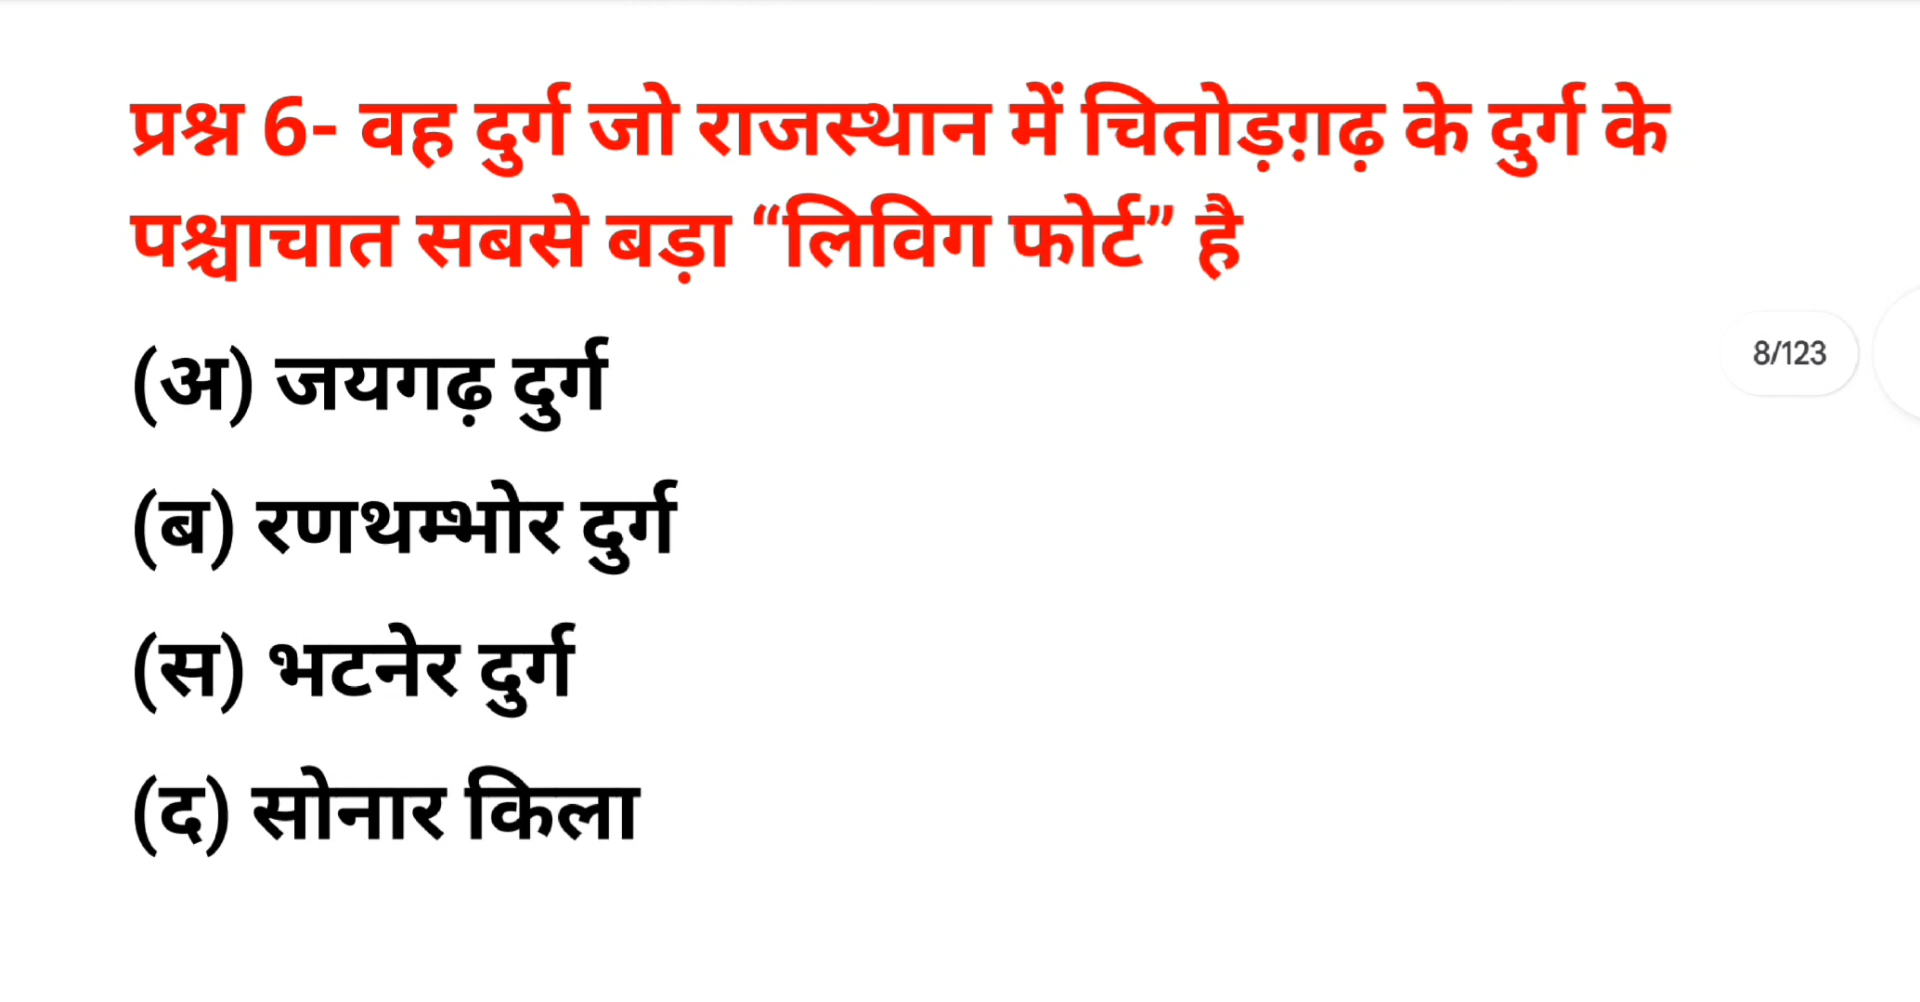 प्रश्न 6- वह दुर्ग जो राजस्थान में चितोड़ग़ढ़ के दुर्ग के
पश्चाचात सबसे बड़ा “लिविग फोर्ट” है
(अ) जयगढ़ दुर्ग
8/123
(ब) रणथम्भोर दुर्ग
(स) भटनेर दुर्ग
(द) सोनार किला